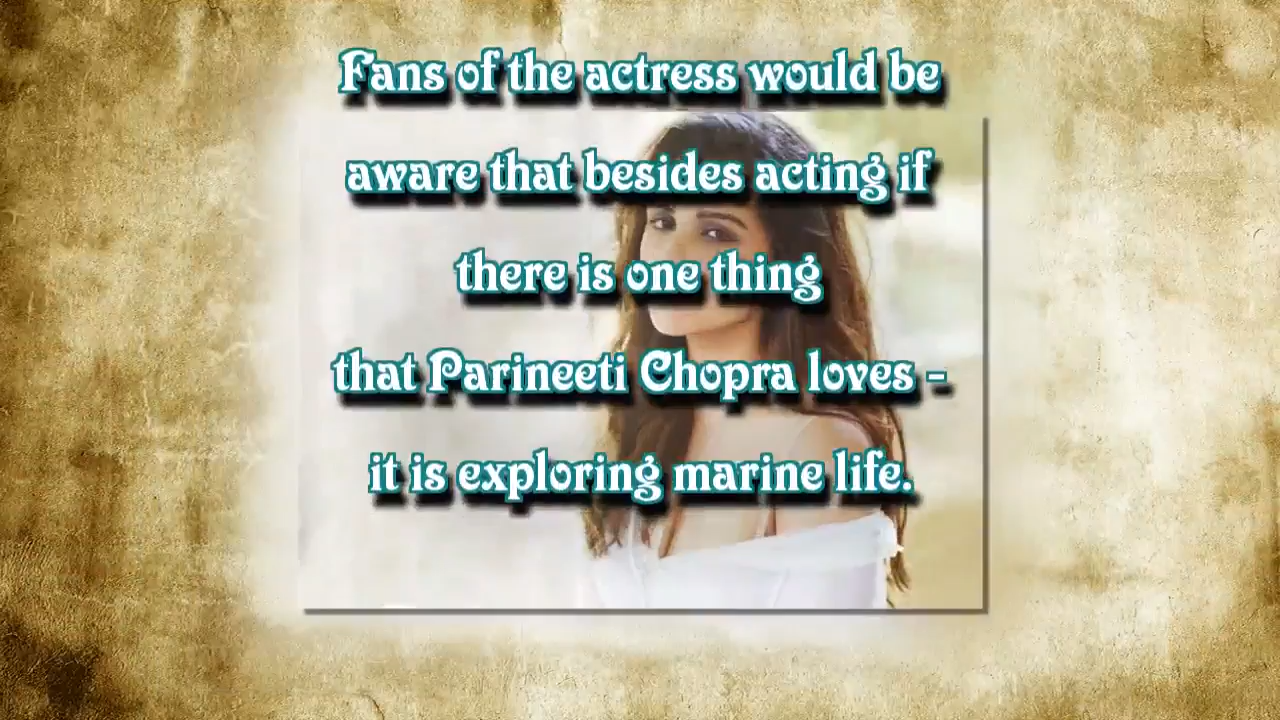 Fans of the actress would be
aware that besides acting if
there is one thing
that Parineeti Chopra loves -
it is exploring marine life.